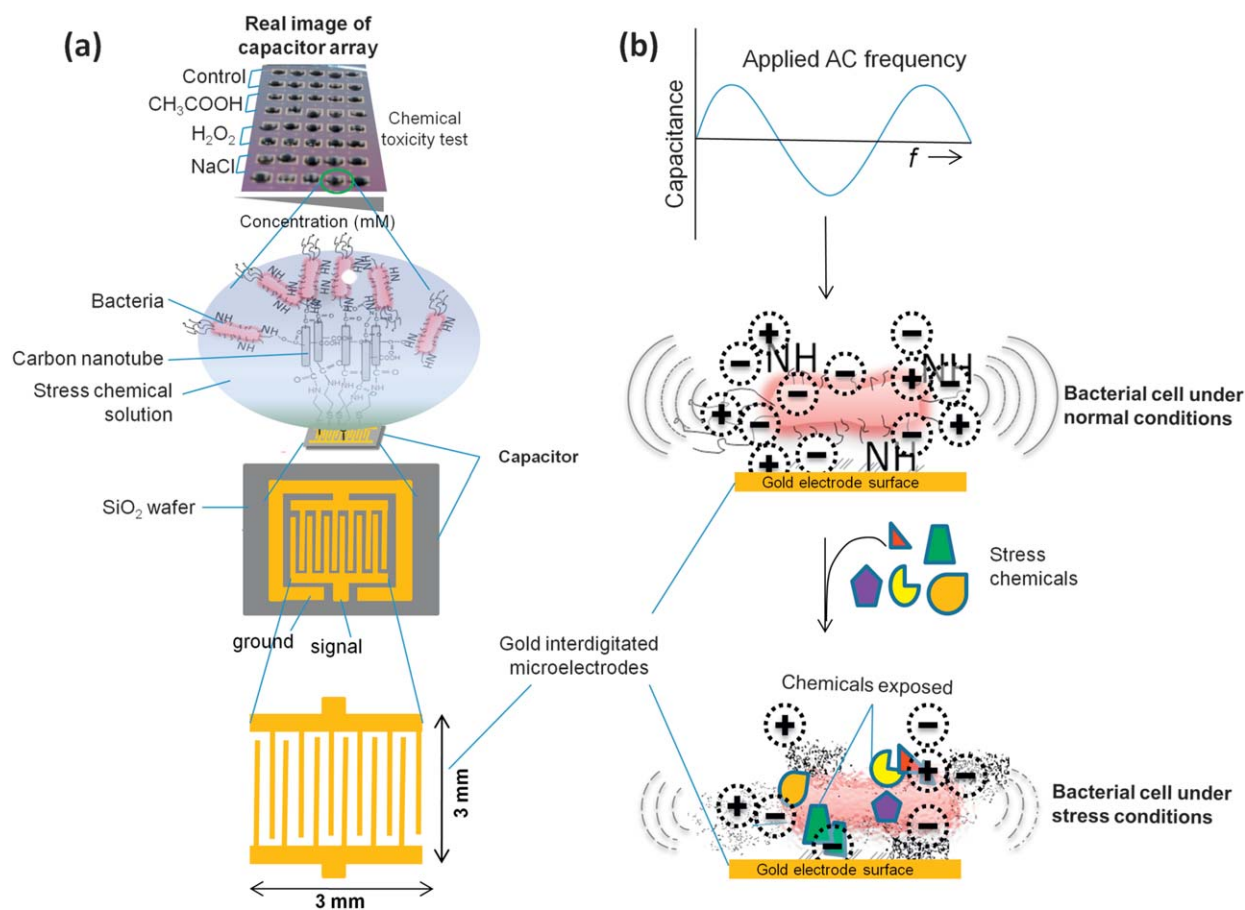 (a)
Real image of
capacitor array
Control
CH₃COOH
H₂O₂
NaCl
Chemical
toxicity test
Concentration (mM)
Bacteria
Carbon nanotube
Stress chemical
solution
Capacitor
SiO₂ wafer
ground
signal
Gold interdigitated
microelectrodes
3 mm
3 mm
(b)
Applied AC frequency
Capacitance
f
NH
NH
NH
Bacterial cell under
normal conditions
Gold electrode surface
Stress
chemicals
Chemicals exposed
Bacterial cell under
stress conditions
Gold electrode surface